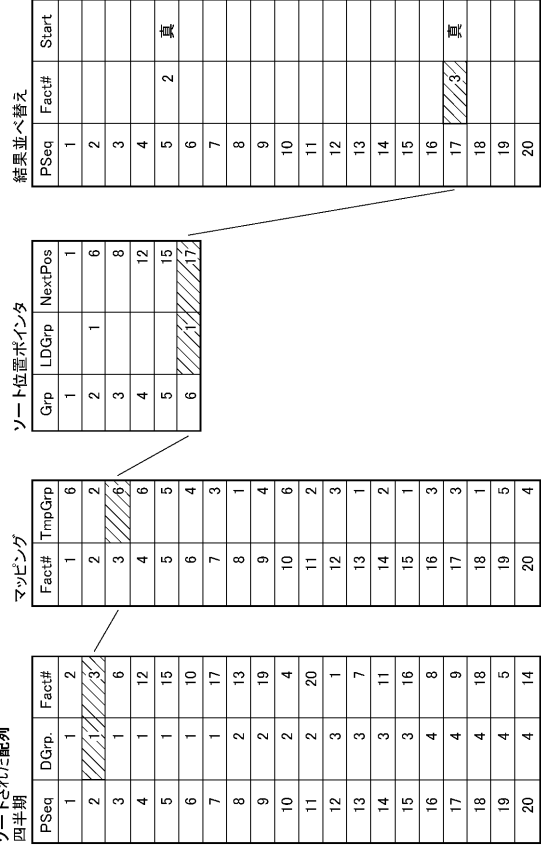 ソートされた配列
四半期
PSeq DGrp. Fact#
1 1 2
2 1 3
3 1 6
4 1 12
5 1 15
6 1 10
7 1 17
8 2 13
9 2 19
10 2 4
11 2 20
12 3 1
13 3 7
14 3 11
15 3 16
16 4 8
17 4 9
18 4 18
19 4 5
20 4 14
マッピング
Fact# TmpGrp
1 6
2 2
3 6
4 6
5 5
6 4
7 3
8 1
9 4
10 6
11 2
12 3
13 1
14 2
15 1
16 3
17 3
18 1
19 5
20 4
ソート位置ポインタ
Grp LDGrp NextPos
1 1
2 1 6
3 8
4 12
5 15
6 1 17
結果並べ替え
PSeq Fact# Start
1
2
3
4
5 2 真
6
7
8
9
10
11
12
13
14
15
16
17 3 真
18
19
20